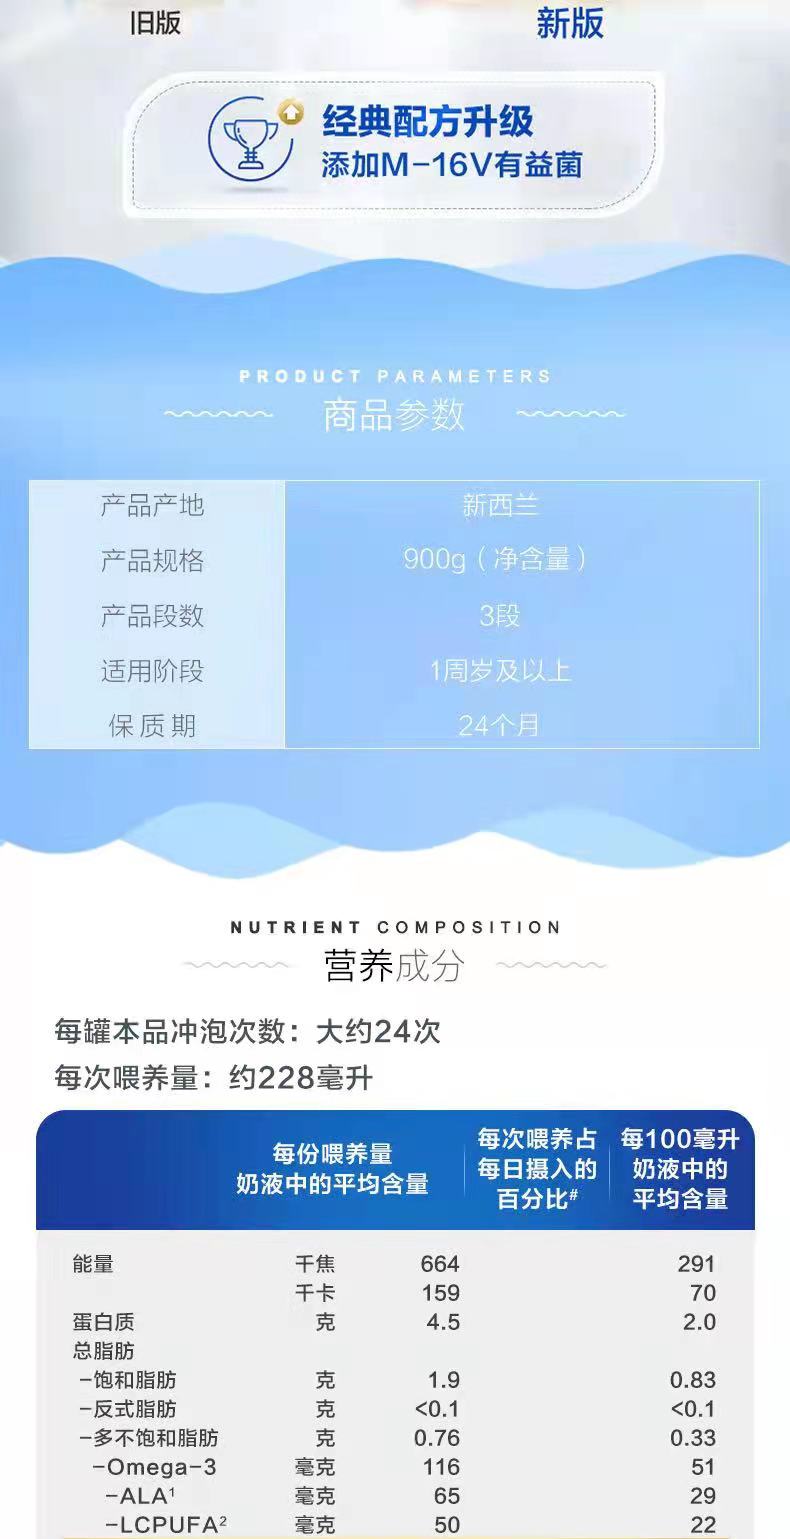 旧版
新版
经典配方升级
添加M-16V有益菌
PRODUCT PARAMETERS
商品参数
产品产地 新西兰
产品规格 900g（净含量）
产品段数 3段
适用阶段 1周岁及以上
保质期 24个月
NUTRIENT COMPOSITION
营养成分
每罐本品冲泡次数：大约24次
每次喂养量：约228毫升
每份喂养量
奶液中的平均含量
每次喂养占
每日摄入的
百分比#
每100毫升
奶液中的
平均含量
能量 千焦 664 291
千卡 159 70
蛋白质 克 4.5 2.0
总脂肪
-饱和脂肪 克 1.9 0.83
-反式脂肪 克 <0.1 <0.1
-多不饱和脂肪 克 0.76 0.33
-Omega-3 毫克 116 51
-ALA¹ 毫克 65 29
-LCPUFA² 毫克 50 22